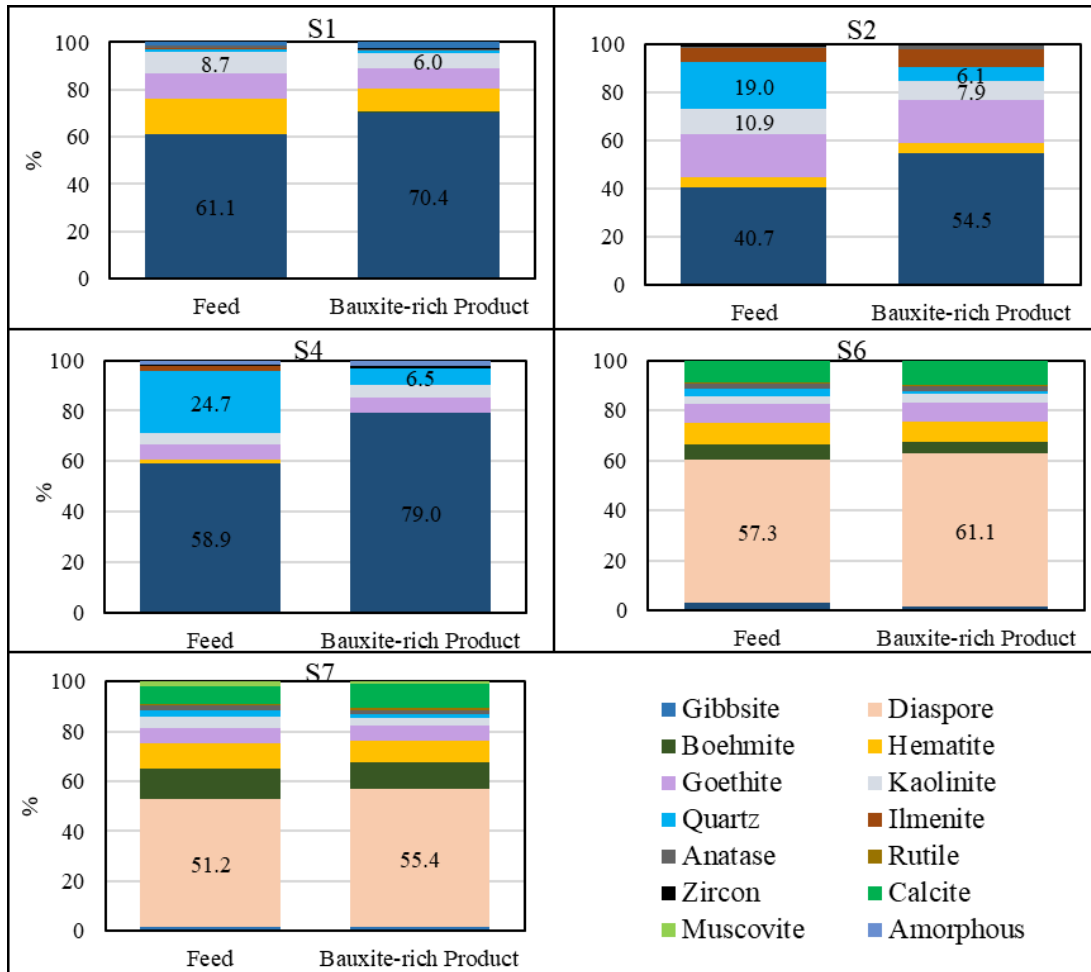 S1
100
80
60
40
20
0
%
8.7
61.1
6.0
70.4
Feed
Bauxite-rich Product
S2
100
80
60
40
20
0
19.0
10.9
40.7
6.1
7.9
54.5
Feed
Bauxite-rich Product
S4
100
80
60
40
20
0
%
24.7
58.9
6.5
79.0
Feed
Bauxite-rich Product
S6
100
80
60
40
20
0
57.3
61.1
Feed
Bauxite-rich Product
S7
100
80
60
40
20
0
%
51.2
55.4
Feed
Bauxite-rich Product
Gibbsite
Diaspore
Boehmite
Hematite
Goethite
Kaolinite
Quartz
Ilmenite
Anatase
Rutile
Zircon
Calcite
Muscovite
Amorphous